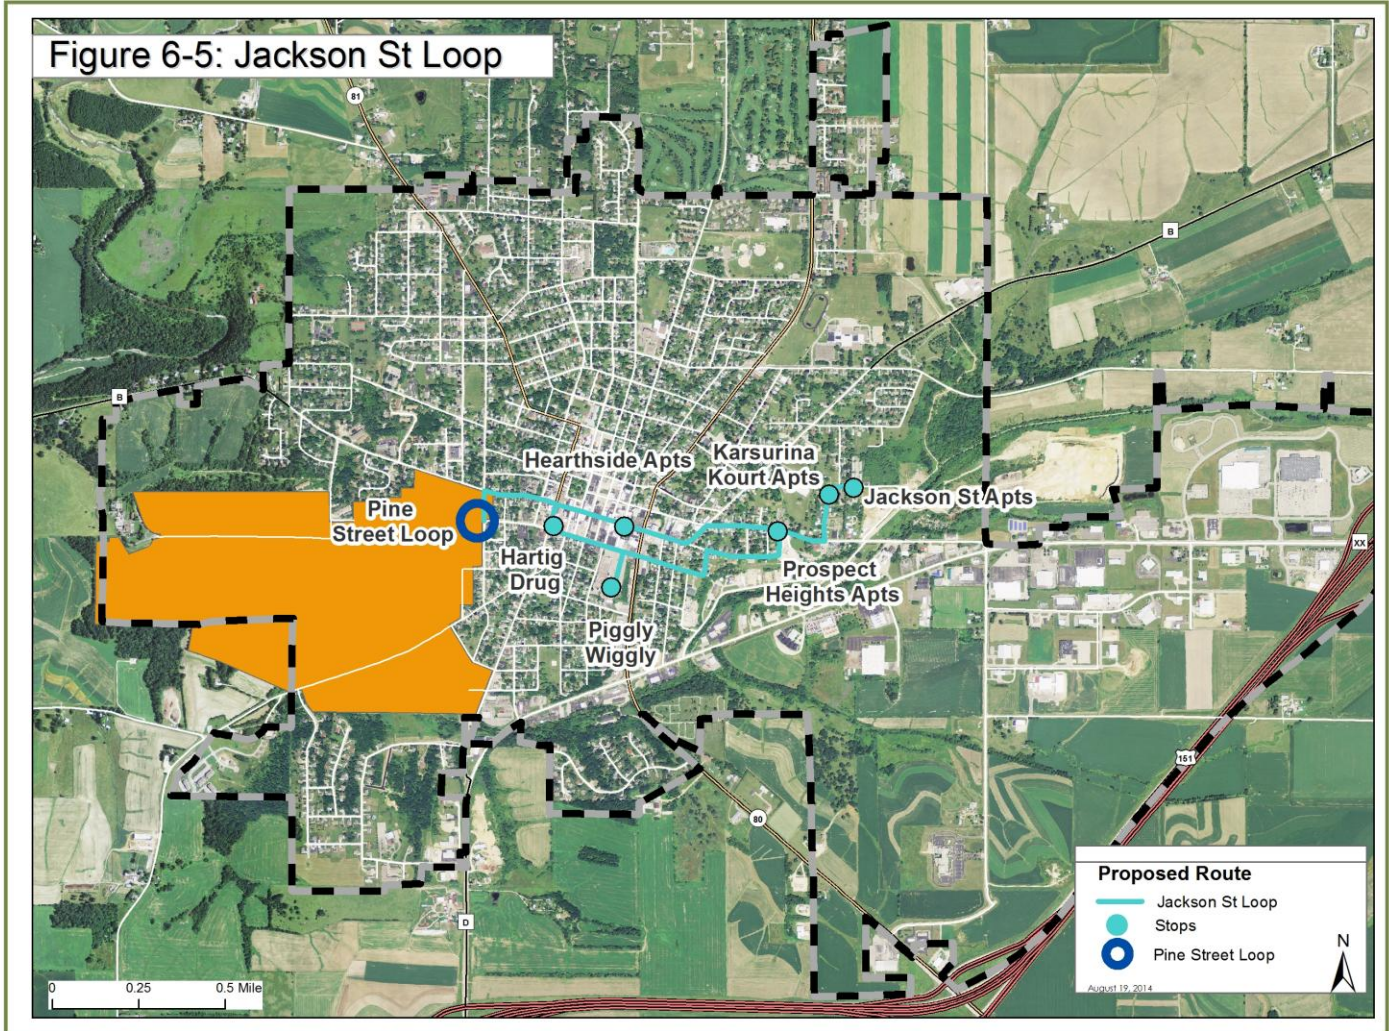 Figure 6-5: Jackson St Loop
81
B
B
Hearthside Apts
Karsurina
Kourt Apts
Jackson St Apts
Pine
Street Loop
Hartig
Drug
Prospect
Heights Apts
Piggly
Wiggly
XX
151
80
D
Proposed Route
Jackson St Loop
Stops
Pine Street Loop
N
August 19, 2014
0 0.25 0.5 Mile